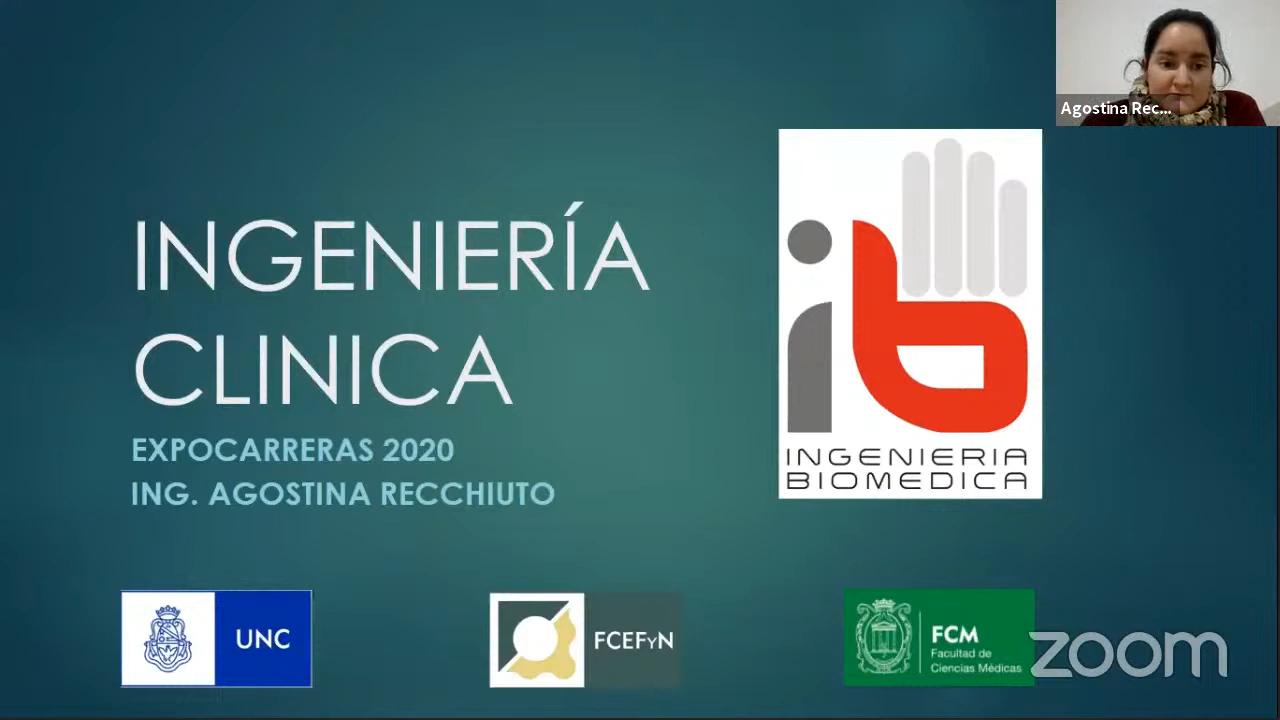 Agostina Rec...
INGENIERÍA
CLINICA
EXPOCARRERAS 2020
ING. AGOSTINA RECCHIUTO
ib
INGENIERIA
BIOMEDICA
UNC
FCEFyN
FCM
Facultad de
Ciencias Médicas
zoom